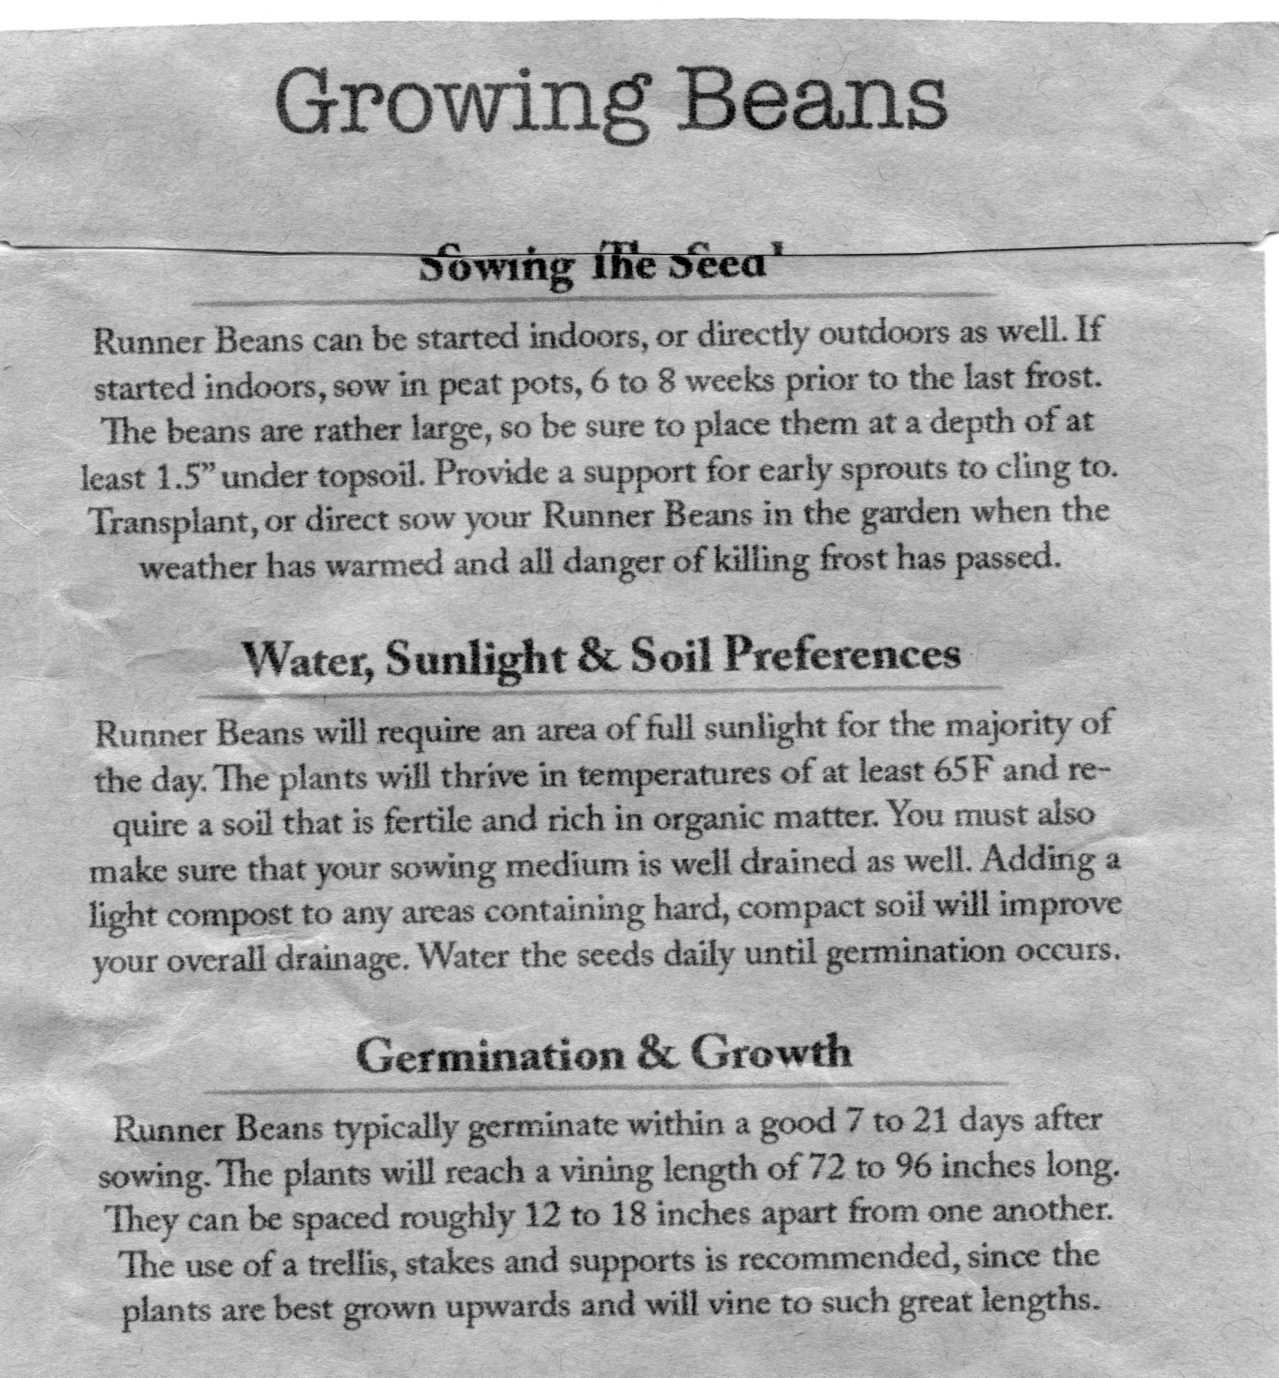 Growing Beans
Sowing The Seed
Runner Beans can be started indoors, or directly outdoors as well. If
started indoors, sow in peat pots, 6 to 8 weeks prior to the last frost.
The beans are rather large, so be sure to place them at a depth of at
least 1.5” under topsoil. Provide a support for early sprouts to cling to.
Transplant, or direct sow your Runner Beans in the garden when the
weather has warmed and all danger of killing frost has passed.
Water, Sunlight & Soil Preferences
Runner Beans will require an area of full sunlight for the majority of
the day. The plants will thrive in temperatures of at least 65F and re-
quire a soil that is fertile and rich in organic matter. You must also
make sure that your sowing medium is well drained as well. Adding a
light compost to any areas containing hard, compact soil will improve
your overall drainage. Water the seeds daily until germination occurs.
Germination & Growth
Runner Beans typically germinate within a good 7 to 21 days after
sowing. The plants will reach a vining length of 72 to 96 inches long.
They can be spaced roughly 12 to 18 inches apart from one another.
The use of a trellis, stakes and supports is recommended, since the
plants are best grown upwards and will vine to such great lengths.